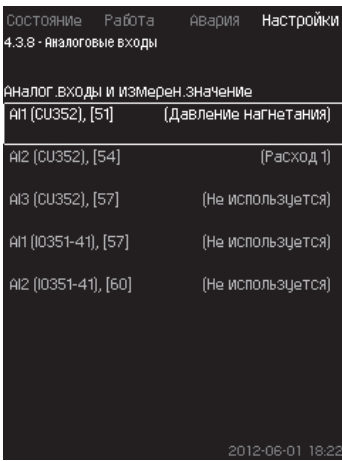 Состояние Работа Авария Настройки
4.3.8 - Аналоговые входы
Аналог.входы и измерен.значение
AI1 (CU352), [51] (Давление нагнетания)
AI2 (CU352), [54] (Расход 1)
AI3 (CU352), [57] (Не используется)
AI1 (IO351-41), [57] (Не используется)
AI2 (IO351-41), [60] (Не используется)
2012-06-01 18:22